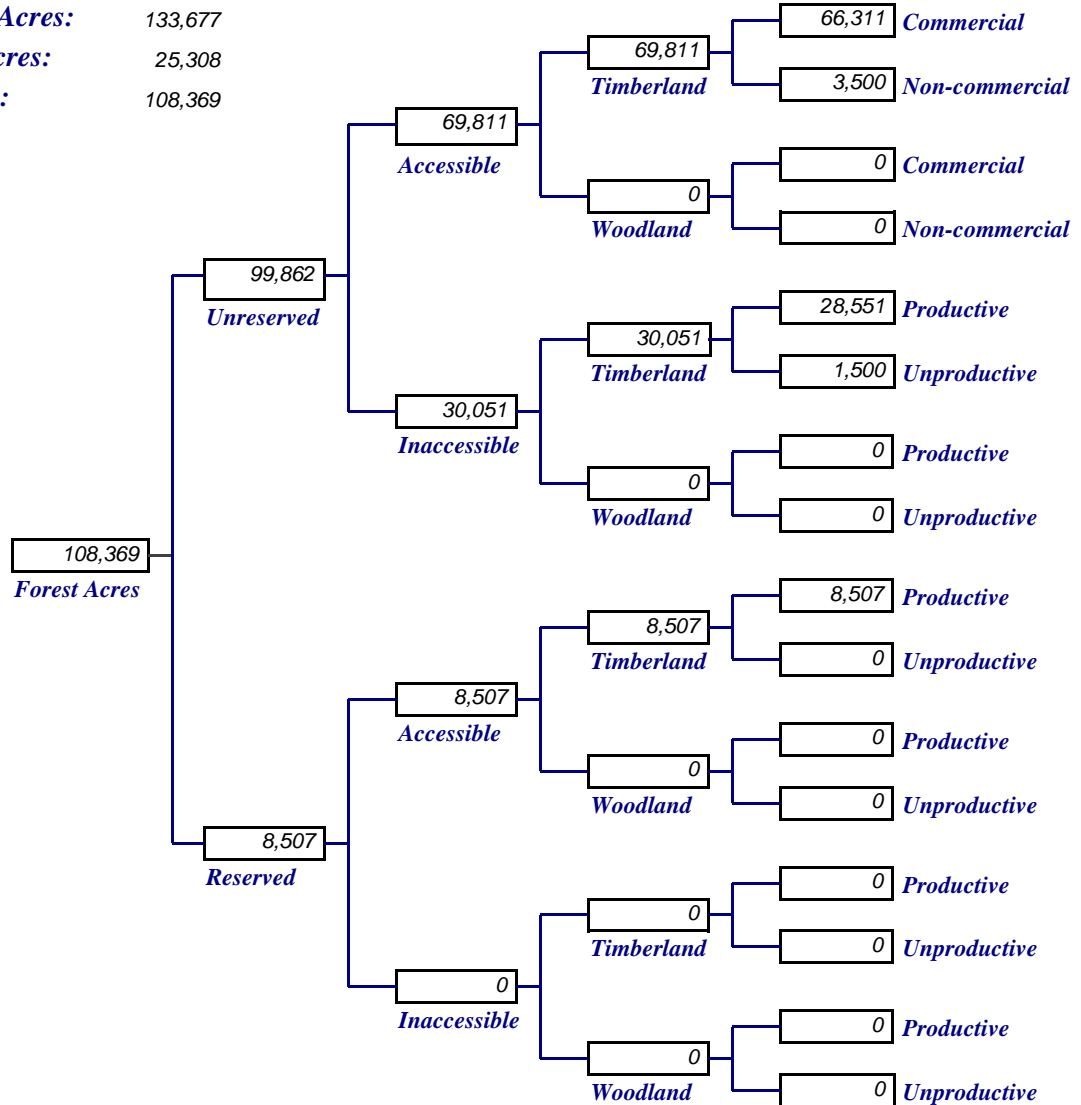 Acres: 133,677
cres: 25,308
: 108,369
66,311 Commercial
69,811
Timberland
3,500 Non-commercial
69,811
Accessible
0 Commercial
0
Woodland
0 Non-commercial
99,862
Unreserved
28,551 Productive
30,051
Timberland
1,500 Unproductive
30,051
Inaccessible
0 Productive
0
Woodland
0 Unproductive
108,369
Forest Acres
8,507 Productive
8,507
Timberland
0 Unproductive
8,507
Accessible
0 Productive
0
Woodland
0 Unproductive
8,507
Reserved
0 Productive
0
Timberland
0 Unproductive
0
Inaccessible
0 Productive
0
Woodland
0 Unproductive